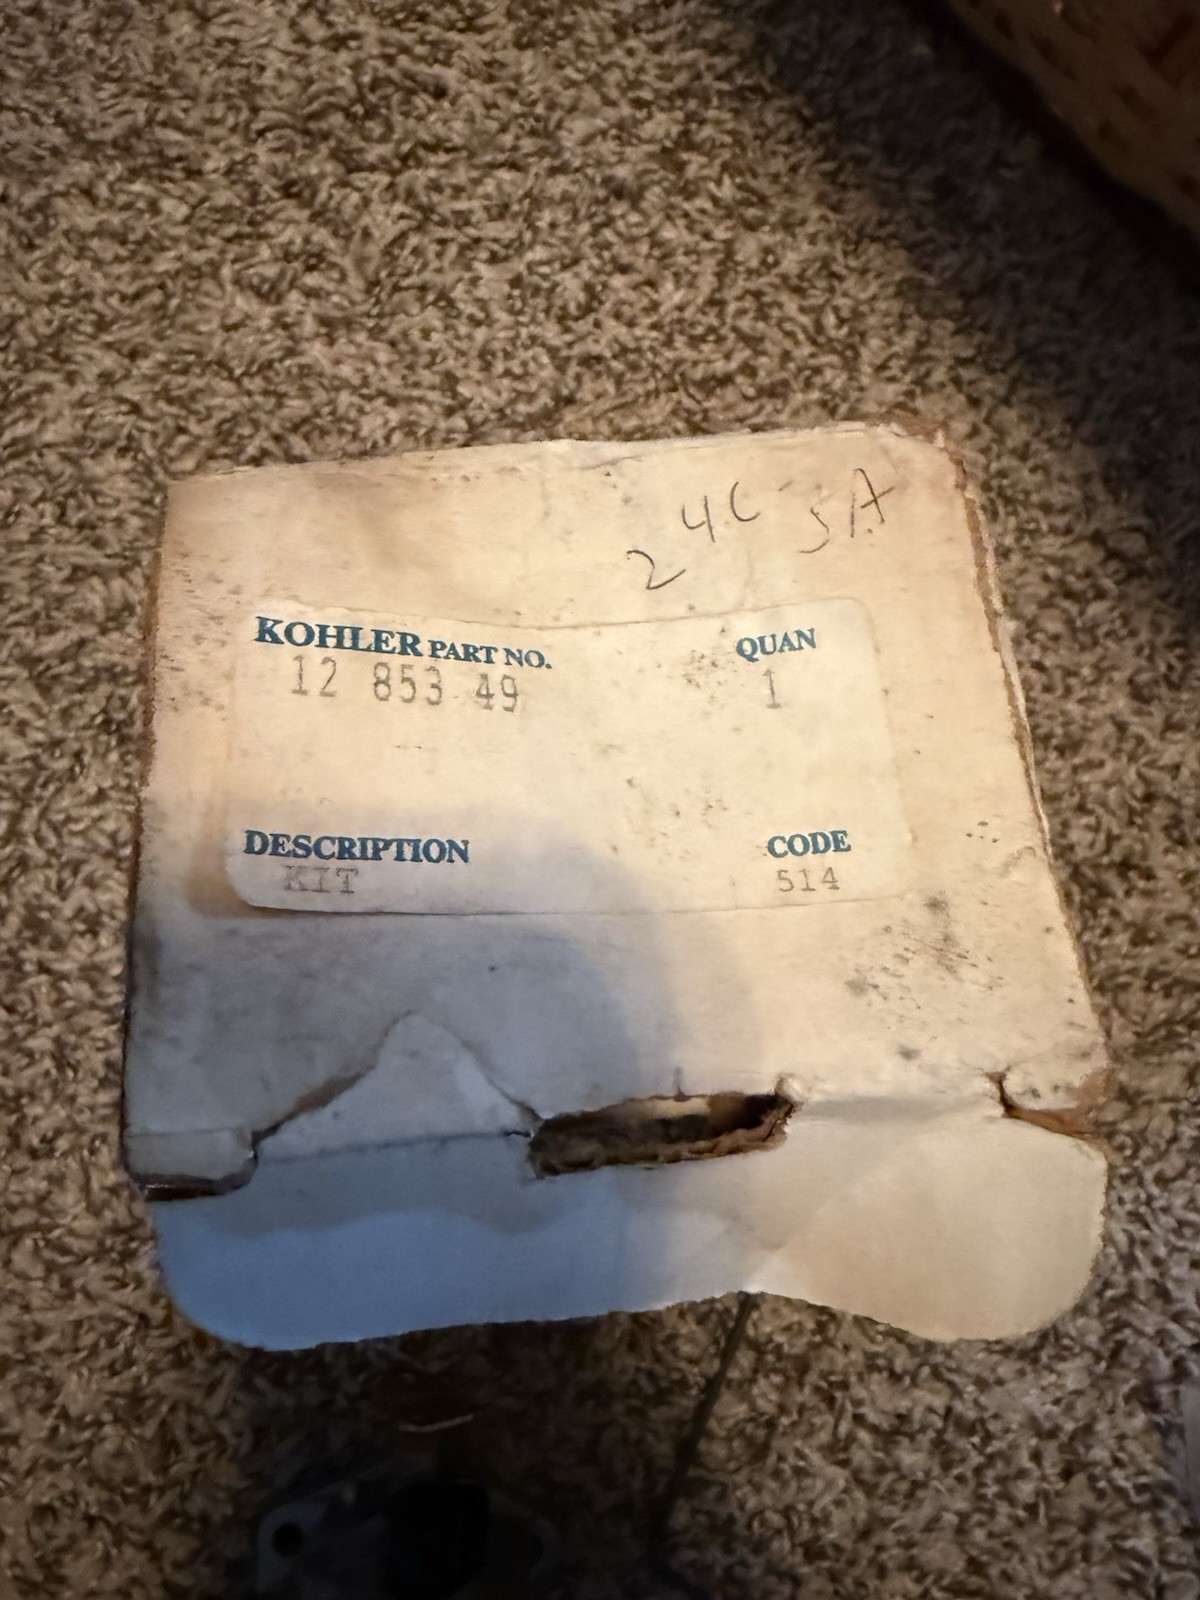 24C 5A
KOHLER PART NO. QUAN
12 853 49 1
DESCRIPTION CODE
KIT 514